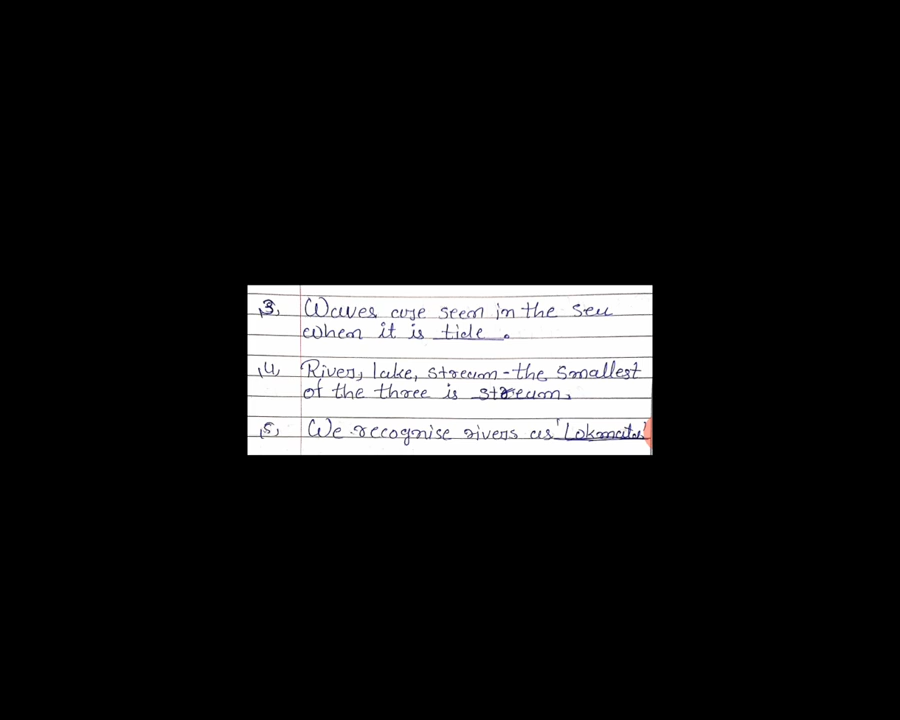 3. Waves are seen in the sea
when it is tide.
4. River, lake, stream - the smallest
of the three is stream.
5. We recognise rivers as 'Lokmata'